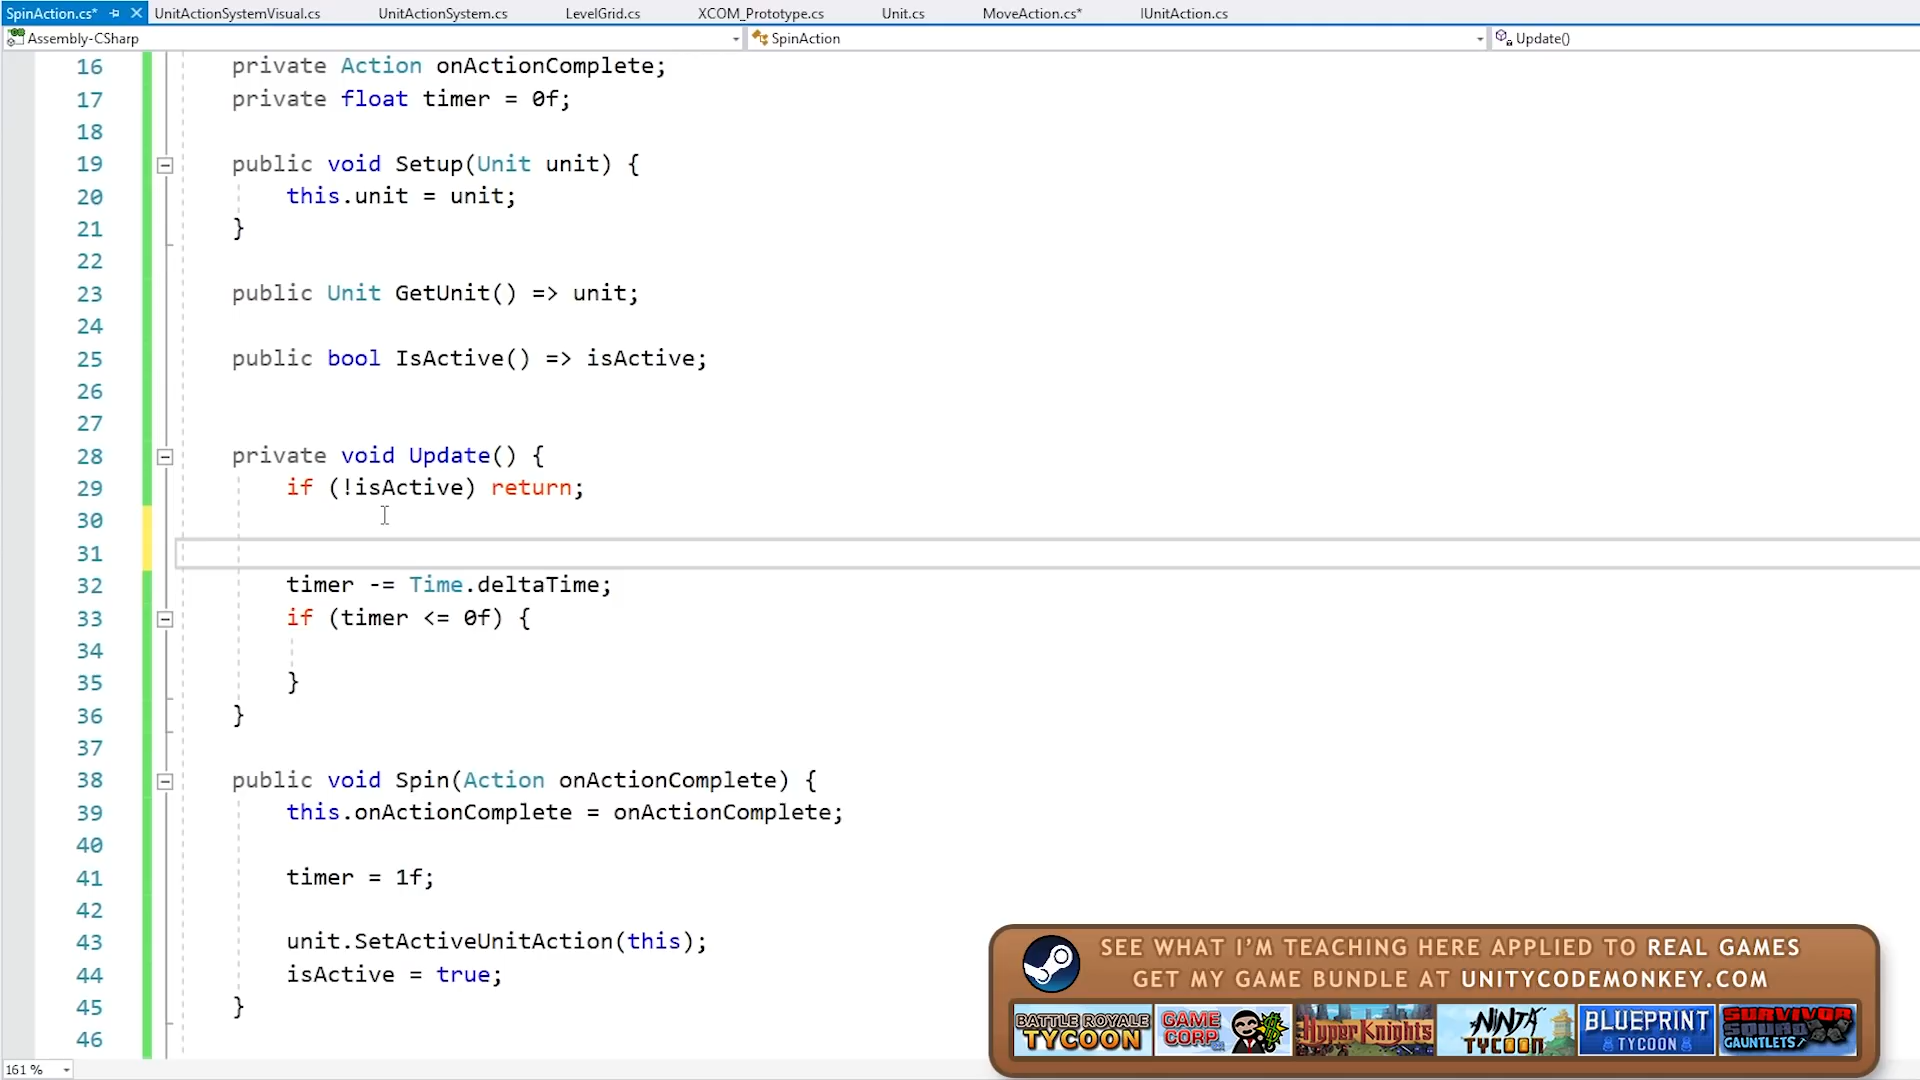 SpinAction.cs* UnitActionSystemVisual.cs UnitActionSystem.cs LevelGrid.cs XCOM_Prototype.cs Unit.cs MoveAction.cs* IUnitAction.cs
Assembly-CSharp SpinAction Update()
16 private Action onActionComplete;
17 private float timer = 0f;
18
19 public void Setup(Unit unit) {
20 this.unit = unit;
21 }
22
23 public Unit GetUnit() => unit;
24
25 public bool IsActive() => isActive;
26
27
28 private void Update() {
29 if (!isActive) return;
30
31
32 timer -= Time.deltaTime;
33 if (timer <= 0f) {
34
35 }
36 }
37
38 public void Spin(Action onActionComplete) {
39 this.onActionComplete = onActionComplete;
40
41 timer = 1f;
42
43 unit.SetActiveUnitAction(this);
44 isActive = true;
45 }
46
161 %
SEE WHAT I'M TEACHING HERE APPLIED TO REAL GAMES
GET MY GAME BUNDLE AT UNITYCODEMONKEY.COM
BATTLE ROYALE TYCOON
GAME CORP
HYPER KNIGHTS
NINJA TYCOON
BLUEPRINT TYCOON
SURVIVOR SQUAD GAUNTLETS